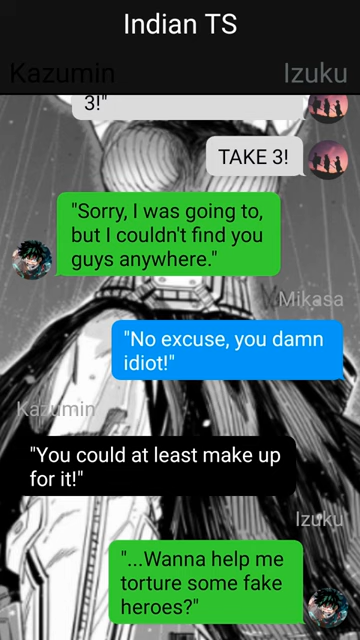 Indian TS
Kazumin
Izuku
3!"
TAKE 3!
"Sorry, I was going to,
but I couldn't find you
guys anywhere."
Mikasa
"No excuse, you damn
idiot!"
Kazumin
"You could at least make up
for it!"
Izuku
"...Wanna help me
torture some fake
heroes?"